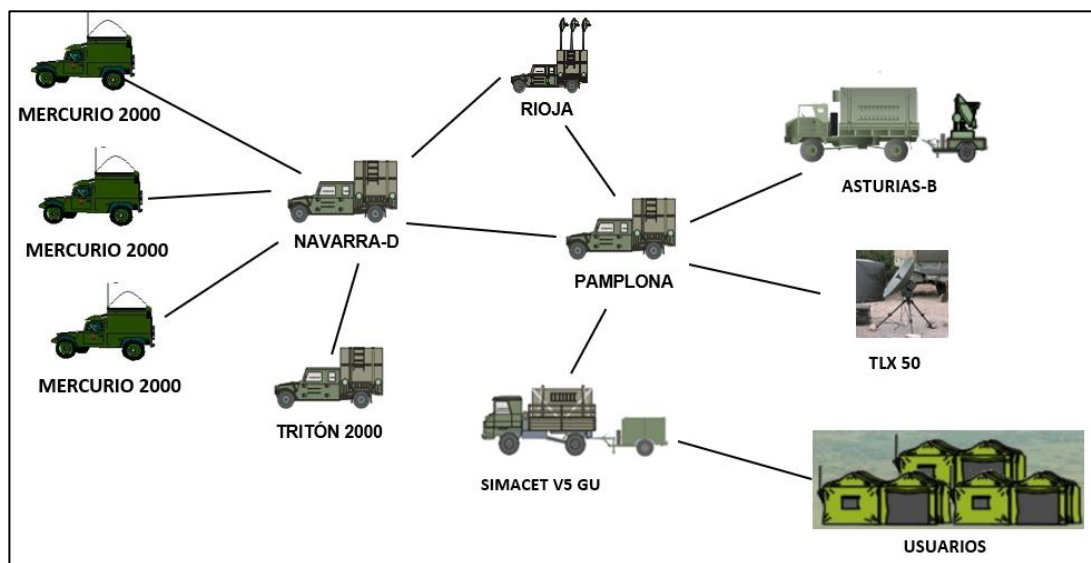 MERCURIO 2000
RIOJA
ASTURIAS-B
MERCURIO 2000
NAVARRA-D
PAMPLONA
TLX 50
MERCURIO 2000
TRITÓN 2000
SIMACET V5 GU
USUARIOS